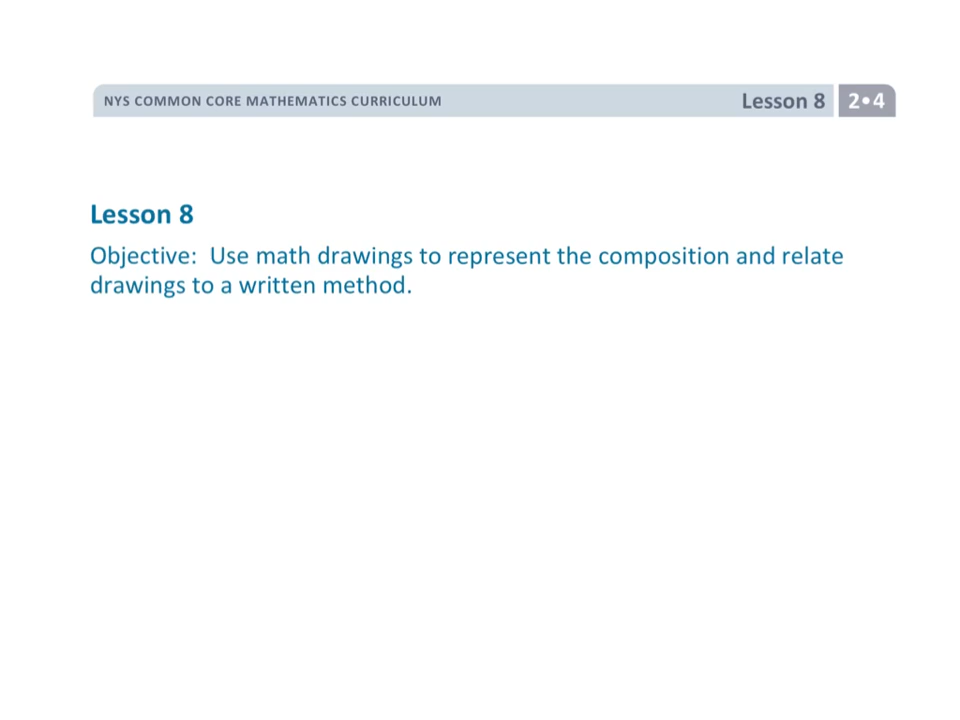 NYS COMMON CORE MATHEMATICS CURRICULUM
Lesson 8
2•4
Lesson 8
Objective: Use math drawings to represent the composition and relate
drawings to a written method.